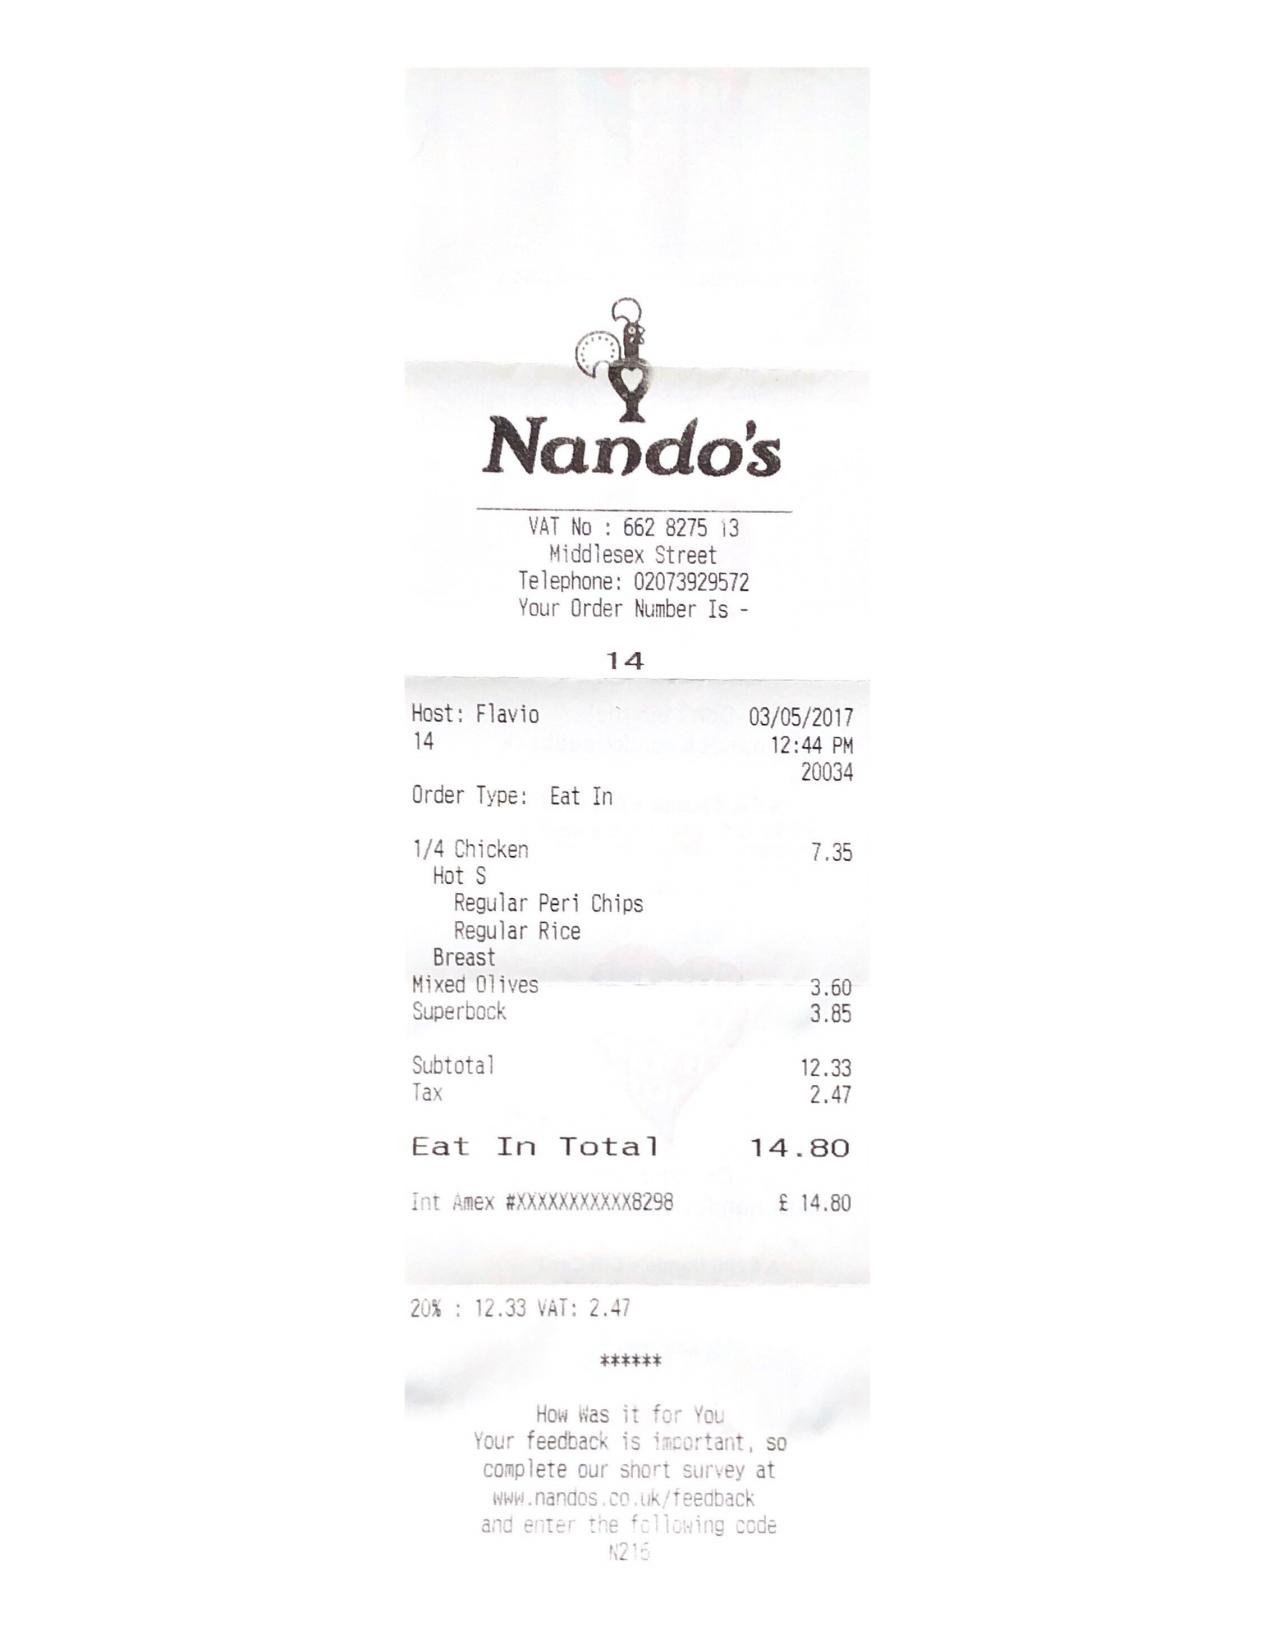 Nando's
VAT No : 662 8275 13
Middlesex Street
Telephone: 02073929572
Your Order Number Is -
14
Host: Flavio 03/05/2017
14 12:44 PM
20034
Order Type: Eat In
1/4 Chicken 7.35
Hot S
Regular Peri Chips
Regular Rice
Breast
Mixed Olives 3.60
Superbock 3.85
Subtotal 12.33
Tax 2.47
Eat In Total 14.80
Int Amex #XXXXXXXXXXX8298 £ 14.80
20% : 12.33 VAT: 2.47
******
How Was it for You
Your feedback is important, so
complete our short survey at
www.nandos.co.uk/feedback
and enter the following code